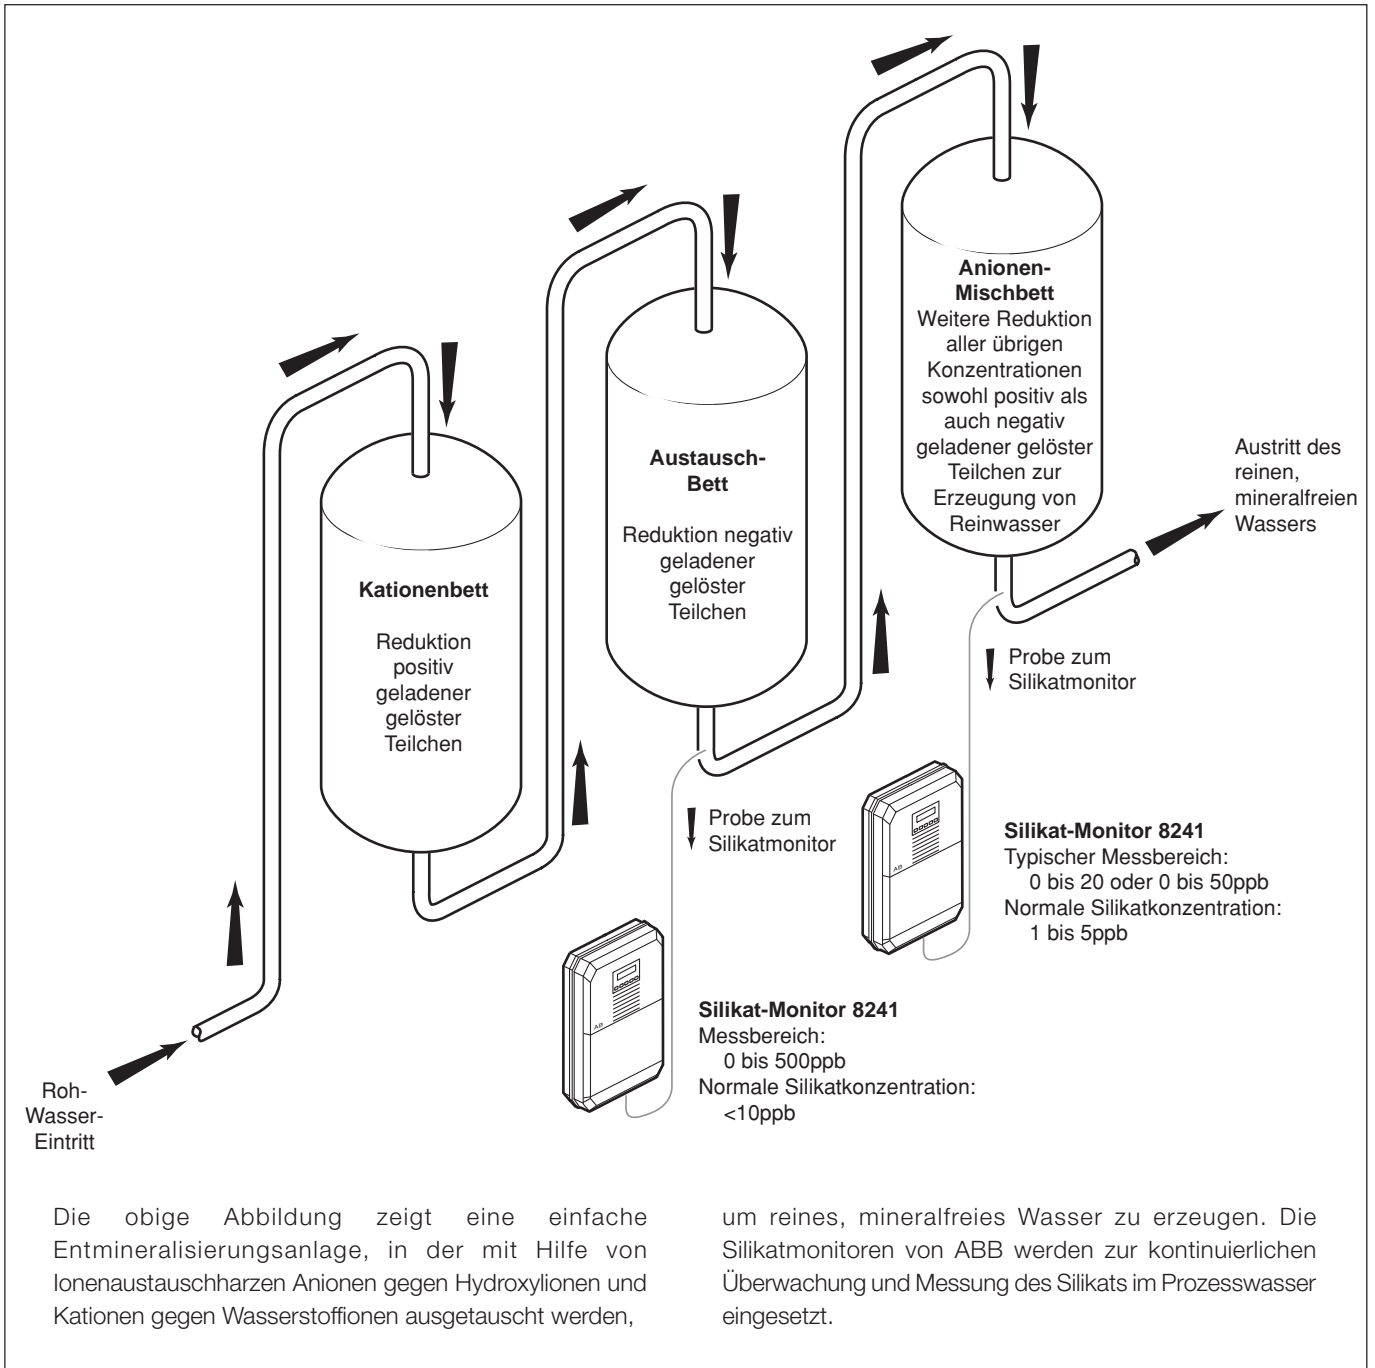 Anionen-
Mischbett
Weitere Reduktion
aller übrigen
Konzentrationen
sowohl positiv als
auch negativ
geladener gelöster
Teilchen zur
Erzeugung von
Reinwasser
Austritt des
reinen,
mineralfreien
Wassers
Austausch-
Bett
Reduktion negativ
geladener
gelöster
Teilchen
Kationenbett
Reduktion
positiv
geladener
gelöster
Teilchen
Probe zum
Silikatmonitor
Probe zum
Silikatmonitor
AB
Silikat-Monitor 8241
Typischer Messbereich:
0 bis 20 oder 0 bis 50ppb
Normale Silikatkonzentration:
1 bis 5ppb
AB
Silikat-Monitor 8241
Messbereich:
0 bis 500ppb
Normale Silikatkonzentration:
<10ppb
Roh-
Wasser-
Eintritt
Die obige Abbildung zeigt eine einfache
Entmineralisierungsanlage, in der mit Hilfe von
Ionenaustauschharzen Anionen gegen Hydroxylionen und
Kationen gegen Wasserstoffionen ausgetauscht werden,
um reines, mineralfreies Wasser zu erzeugen. Die
Silikatmonitoren von ABB werden zur kontinuierlichen
Überwachung und Messung des Silikats im Prozesswasser
eingesetzt.